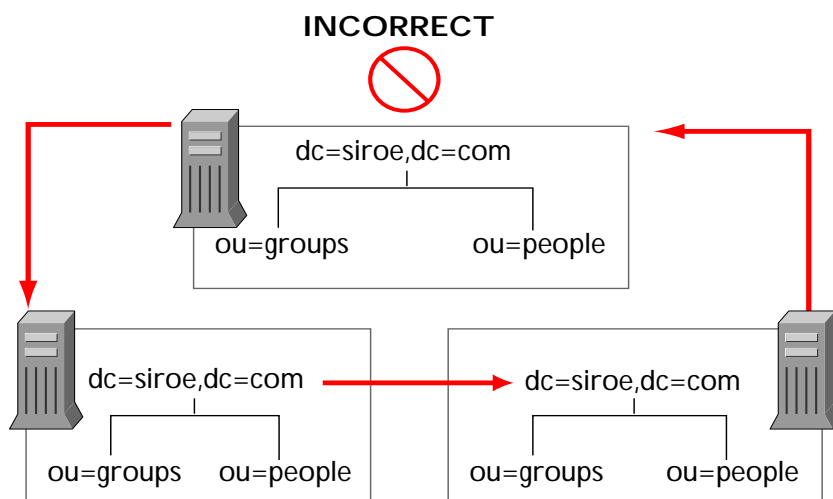 INCORRECT
dc=siroe,dc=com
ou=groups
ou=people
dc=siroe,dc=com
ou=groups
ou=people
dc=siroe,dc=com
ou=groups
ou=people